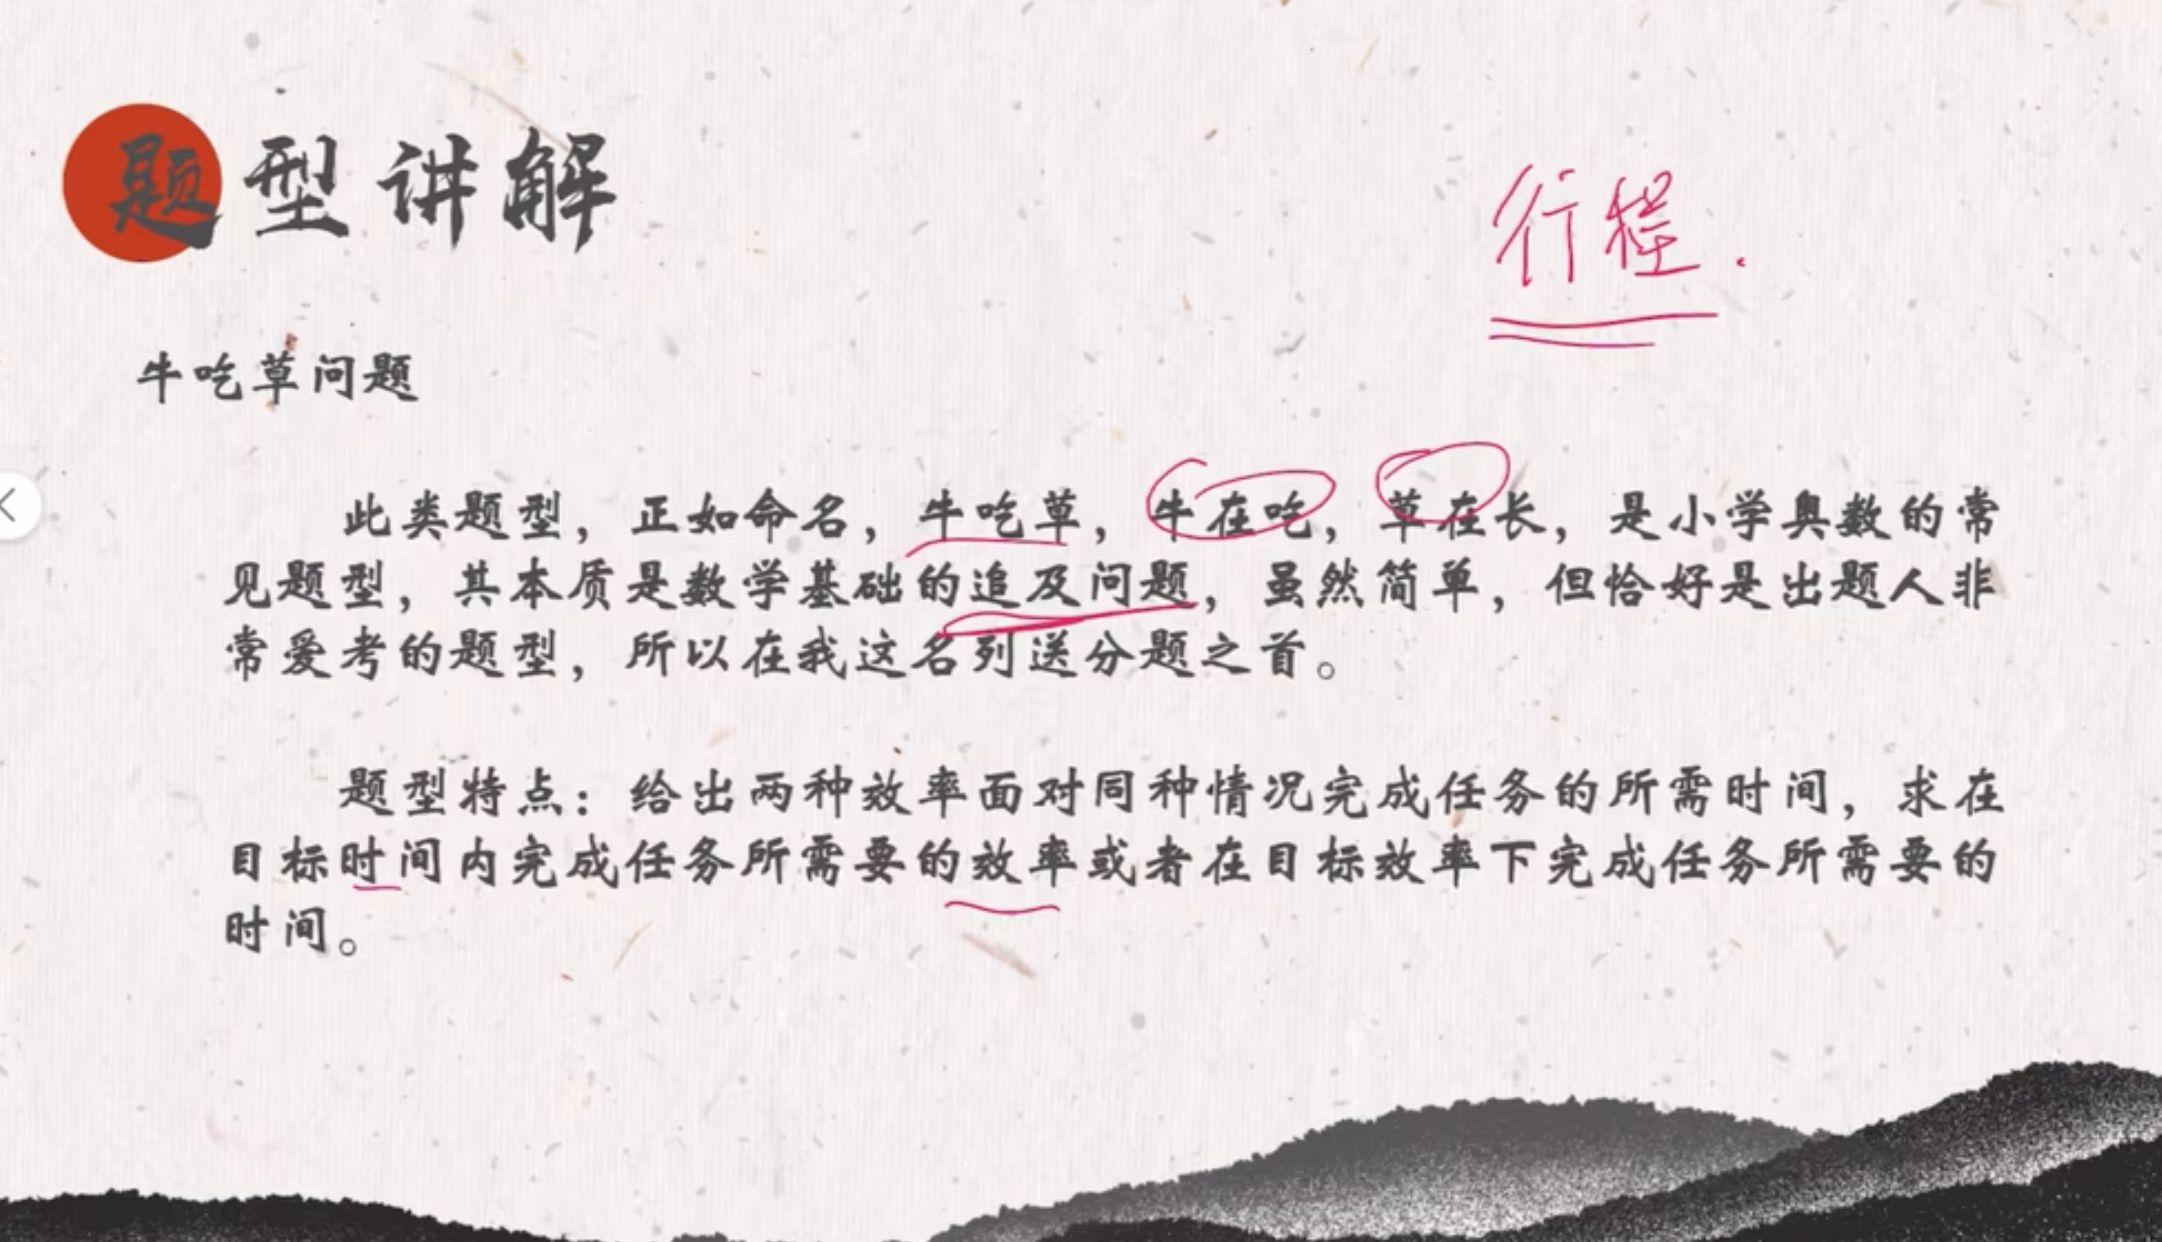 题型讲解
行程.
牛吃草问题
此类题型，正如命名，牛吃草，牛在吃，草在长，是小学奥数的常
见题型，其本质是数学基础的追及问题，虽然简单，但恰好是出题人非
常爱考的题型，所以在我这名列送分题之首。
题型特点：给出两种效率面对同种情况完成任务的所需时间，求在
目标时间内完成任务所需要的效率或者在目标效率下完成任务所需要的
时间。